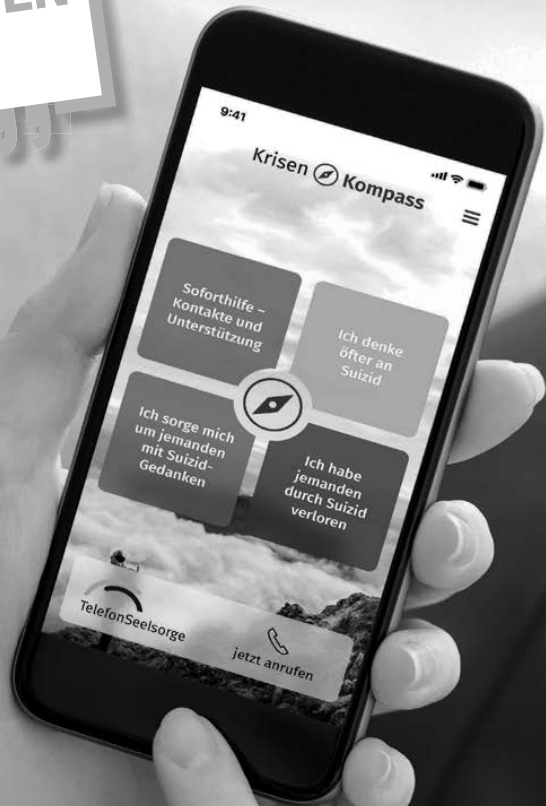 9:41
Krisen Kompass
Soforthilfe –
Kontakte und
Unterstützung
Ich denke
öfter an
Suizid
Ich sorge mich
um jemanden
mit Suizid-
Gedanken
Ich habe
jemanden
durch Suizid
verloren
TelefonSeelsorge
jetzt anrufen